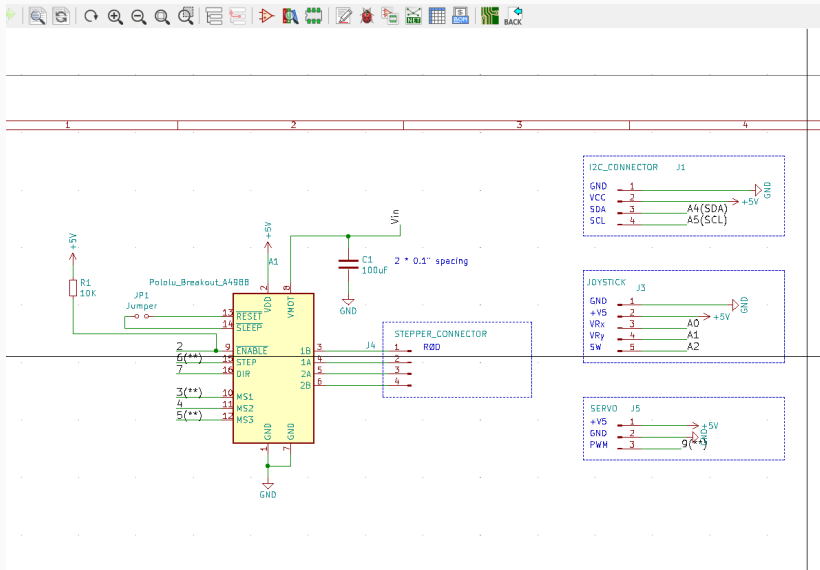 NET
BOM
BACK
1
2
3
4
I2C_CONNECTOR J1
GND 1 GND
VCC 2 +5V
SDA 3 A4(SDA)
SCL 4 A5(SCL)
Vin
+5V
+5V
A1
C1
100uF
2 * 0.1" spacing
GND
R1
10K
Pololu_Breakout_A4988
JP1
Jumper
2
8
VDD
VMOT
13 RESET
14 SLEEP
2 9 ENABLE
6(**) 15 STEP
7 16 DIR
3(**) 10 MS1
4 11 MS2
5(**) 12 MS3
1B 3
1A 4
2A 5
2B 6
GND
GND
1
7
GND
STEPPER_CONNECTOR
J4 1 RØD
2
3
4
JOYSTICK J3
GND 1 GND
+V5 2 +5V
VRx 3 A0
VRy 4 A1
SW 5 A2
SERVO J5
+V5 1 +5V
GND 2 GND
PWM 3 9(**)